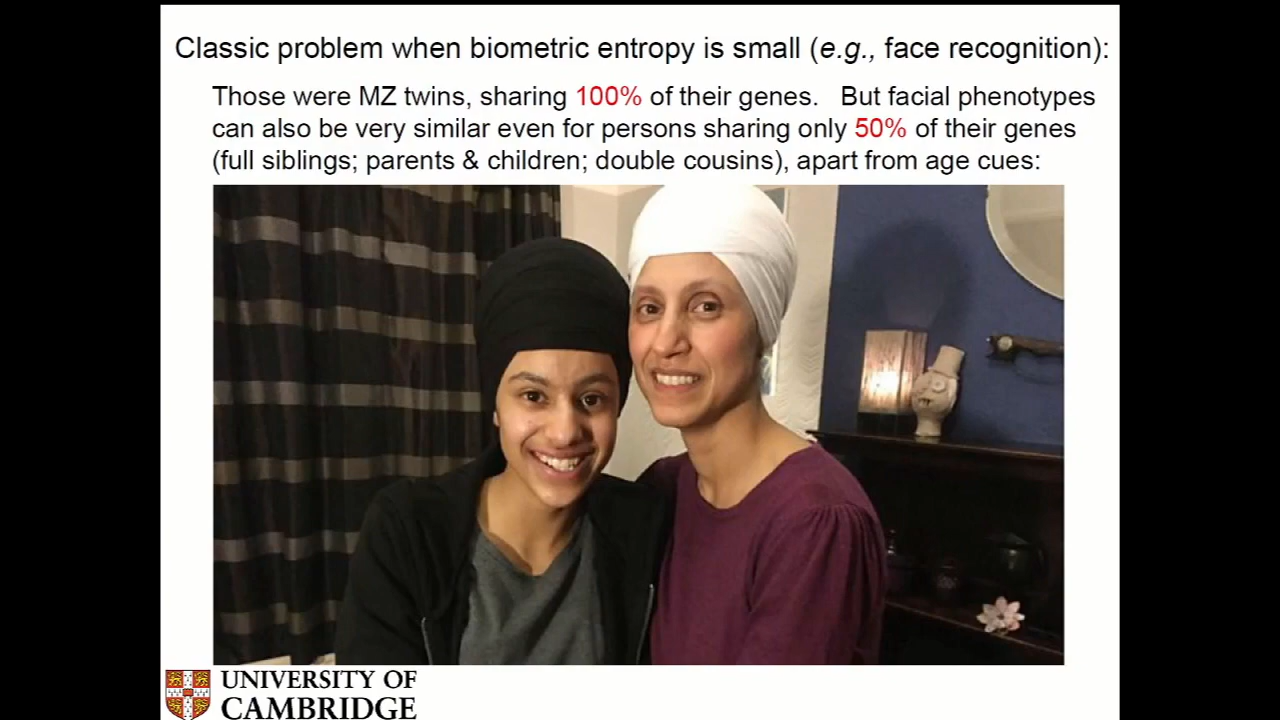 Classic problem when biometric entropy is small (e.g., face recognition):
Those were MZ twins, sharing 100% of their genes. But facial phenotypes
can also be very similar even for persons sharing only 50% of their genes
(full siblings; parents & children; double cousins), apart from age cues:
UNIVERSITY OF
CAMBRIDGE